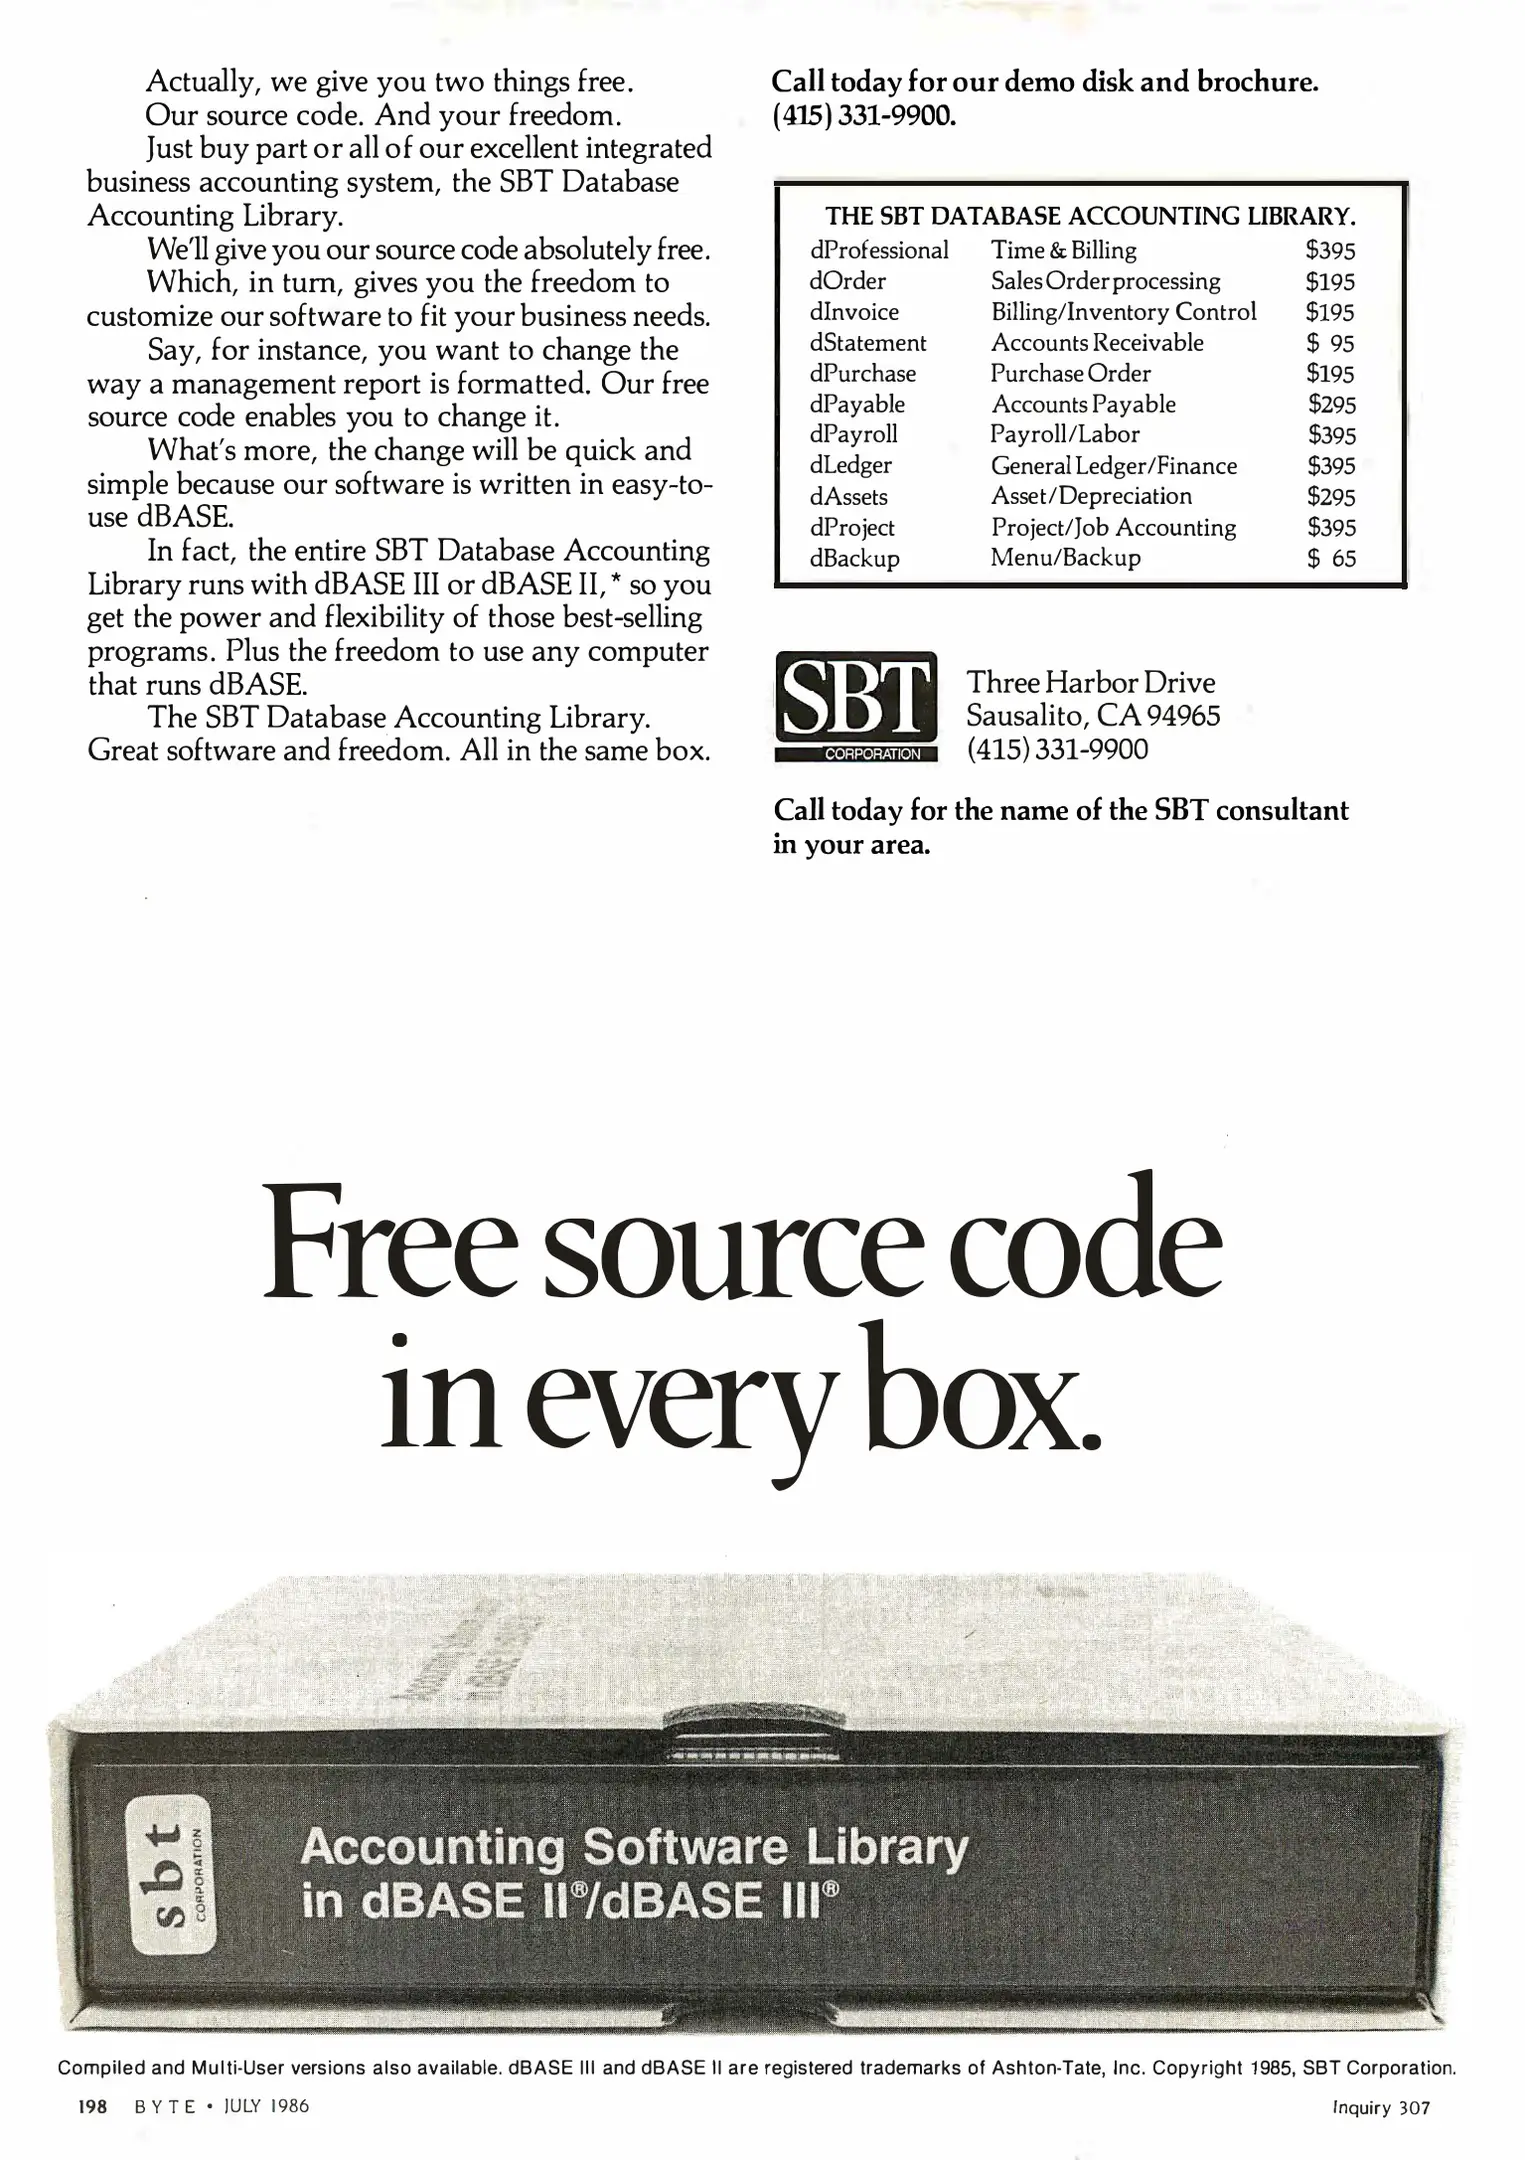 Actually, we give you two things free.
Our source code. And your freedom.
Just buy part or all of our excellent integrated
business accounting system, the SBT Database
Accounting Library.
We'll give you our source code absolutely free.
Which, in turn, gives you the freedom to
customize our software to fit your business needs.
Say, for instance, you want to change the
way a management report is formatted. Our free
source code enables you to change it.
What's more, the change will be quick and
simple because our software is written in easy-to-
use dBASE.
In fact, the entire SBT Database Accounting
Library runs with dBASE III or dBASE II,* so you
get the power and flexibility of those best-selling
programs. Plus the freedom to use any computer
that runs dBASE.
The SBT Database Accounting Library.
Great software and freedom. All in the same box.
Call today for our demo disk and brochure.
(415) 331-9900.
THE SBT DATABASE ACCOUNTING LIBRARY.
dProfessional Time & Billing $395
dOrder Sales Order processing $195
dInvoice Billing/Inventory Control $195
dStatement Accounts Receivable $ 95
dPurchase Purchase Order $195
dPayable Accounts Payable $295
dPayroll Payroll/Labor $395
dLedger General Ledger/Finance $395
dAssets Asset/Depreciation $295
dProject Project/Job Accounting $395
dBackup Menu/Backup $ 65
SBT
CORPORATION
Three Harbor Drive
Sausalito, CA 94965
(415) 331-9900
Call today for the name of the SBT consultant
in your area.
Free source code
in every box.
sbt
CORPORATION
Accounting Software Library
in dBASE II®/dBASE III®
Compiled and Multi-User versions also available. dBASE III and dBASE II are registered trademarks of Ashton-Tate, Inc. Copyright 1985, SBT Corporation.
198 BYTE • JULY 1986
Inquiry 307